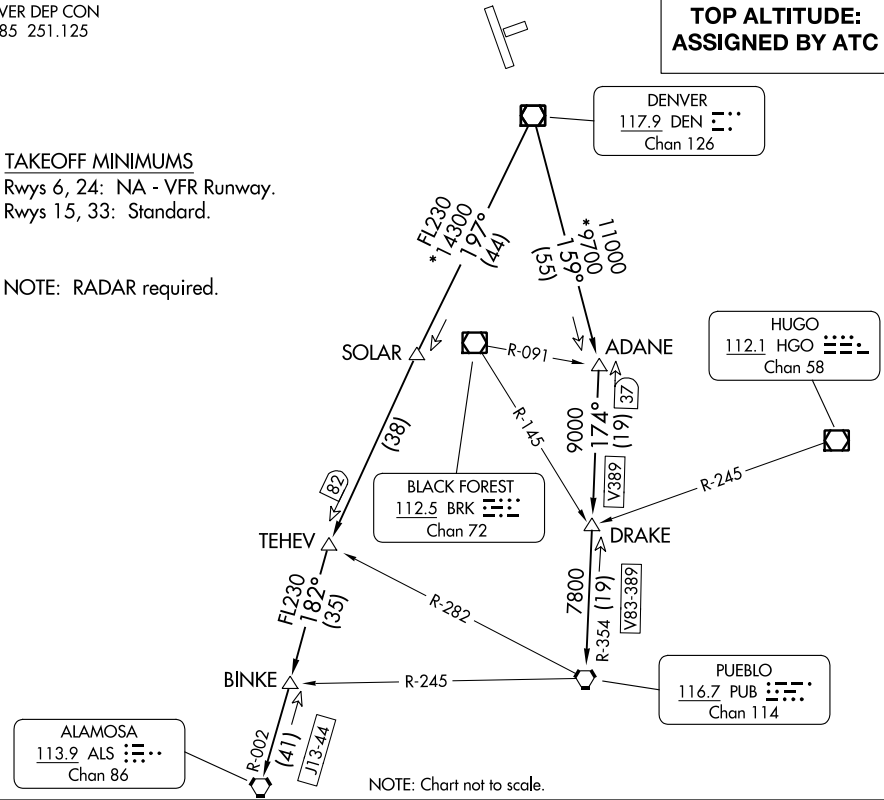 VER DEP CON
85 251.125
TOP ALTITUDE:
ASSIGNED BY ATC
DENVER
117.9 DEN
Chan 126
TAKEOFF MINIMUMS
Rwys 6, 24: NA - VFR Runway.
Rwys 15, 33: Standard.
NOTE: RADAR required.
FL230
*14300
197°
(44)
11000
*9700
159°
(55)
SOLAR
R-091
ADANE
HUGO
112.1 HGO
Chan 58
37
(38)
R-145
9000
174°
(19)
V389
R-245
82
BLACK FOREST
112.5 BRK
Chan 72
TEHEV
DRAKE
FL230
182°
(35)
R-282
7800
R-354 (19)
V83-389
BINKE
R-245
PUEBLO
116.7 PUB
Chan 114
ALAMOSA
113.9 ALS
Chan 86
R-002
(41)
J13-44
NOTE: Chart not to scale.